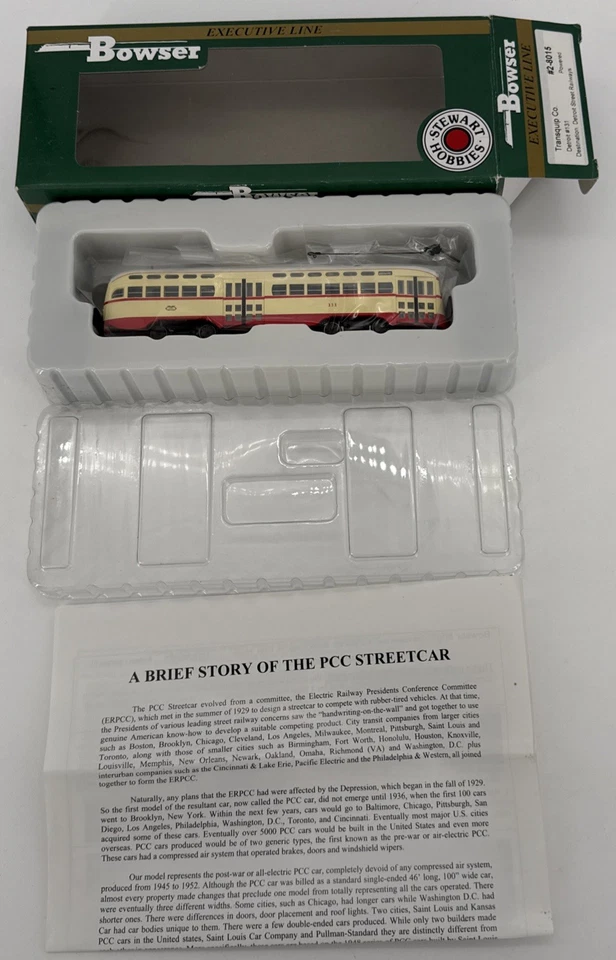 EXECUTIVE LINE
Bowser
STEWART
HOBBIES
Bowser
Bowser
EXECUTIVE LINE
#2-8015
Powered
Transquip Co.
Detroit #131
Destination: Detroit Street Railways
A BRIEF STORY OF THE PCC STREETCAR
The PCC Streetcar evolved from a committee, the Electric Railway Presidents Conference Committee
(ERPCC), which met in the summer of 1929 to design a streetcar to compete with rubber-tired vehicles. At that time,
the Presidents of various leading street railway concerns saw the "handwriting-on-the-wall" and got together to use
genuine American know-how to develop a suitable competing product. City transit companies from larger cities
such as Boston, Brooklyn, Chicago, Cleveland, Los Angeles, Milwaukee, Montreal, Pittsburgh, Saint Louis and
Toronto, along with those of some of smaller cities such as Birmingham, Fort Worth, Honolulu, Houston, Knoxville,
Louisville, Memphis, New Orleans, Newark, Oakland, Omaha, Richmond (VA) and Washington, D.C. plus
interurban companies such as the Cincinnati & Lake Erie, Pacific Electric and the Philadelphia & Western, all joined
together to form the ERPCC.
Naturally, any plans that the ERPCC had were affected by the Depression, which began in the fall of 1929.
So the first model of the resultant car, now called the PCC car, did not emerge until 1936, when the first 100 cars
went to Brooklyn, New York. Within the next few years, cars would go to Baltimore, Chicago, Pittsburgh, San
Diego, Los Angeles, Philadelphia, Washington, D.C., Toronto, and Cincinnati. Eventually most major U.S. cities
acquired some of these cars. Eventually over 5000 PCC cars would be built in the United States and even more
overseas. PCC cars produced would be of two generic types, the first known as the pre-war or air-electric PCC.
These cars had a compressed air system that operated brakes, doors and windshield wipers.
Our model represents the post-war or all-electric PCC car, completely devoid of any compressed air system,
produced from 1945 to 1952. Although the PCC car was billed as a standard single-ended 46' long, 100" wide car,
almost every property made changes that preclude one model from totally representing all the cars operated. There
were eventually three different widths. Some cities, such as Chicago, had longer cars while Washington D.C. had
shorter ones. There were differences in doors, door placement and roof lights. Two cities, Saint Louis and Kansas
Car had car bodies unique to them. There were a few double-ended cars produced. While only two builders made
PCC cars in the United states, Saint Louis Car Company and Pullman-Standard they are distinctly different from